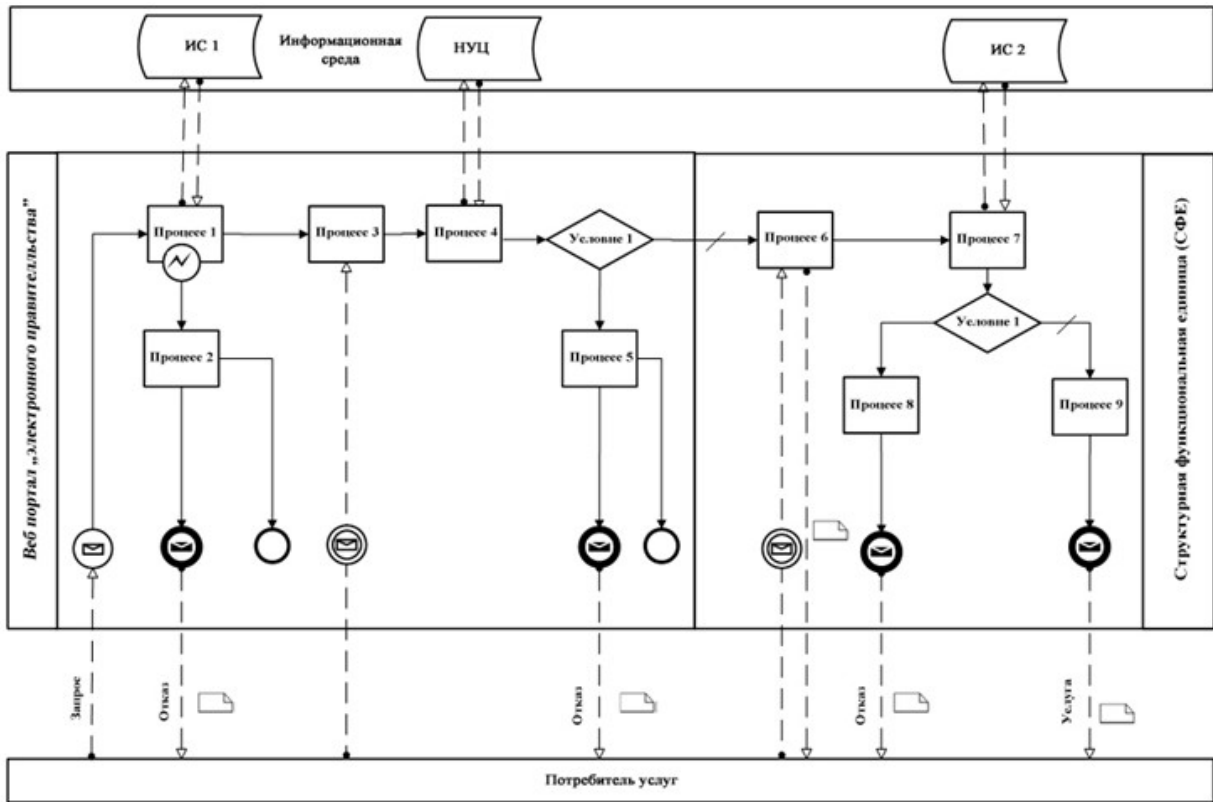 ИС 1
Информационная
среда
НУЦ
ИС 2
Веб портал „электронного правителльства”
Процесс 1
Процесс 3
Процесс 4
Условие 1
Процесс 6
Процесс 7
Условие 1
Процесс 2
Процесс 5
Процесс 8
Процесс 9
Структурная функциональная единица (СФЕ)
Запрос
Отказ
Отказ
Отказ
Услуга
Потребитель услуг